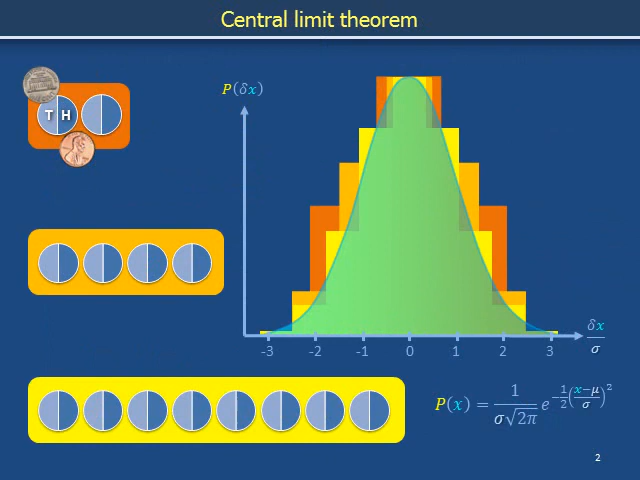 Central limit theorem
P(δx)
T H
-3 -2 -1 0 1 2 3
δx/σ
P(x) = 1/(σ√2π) e^(-1/2((x-μ)/σ)^2)
2